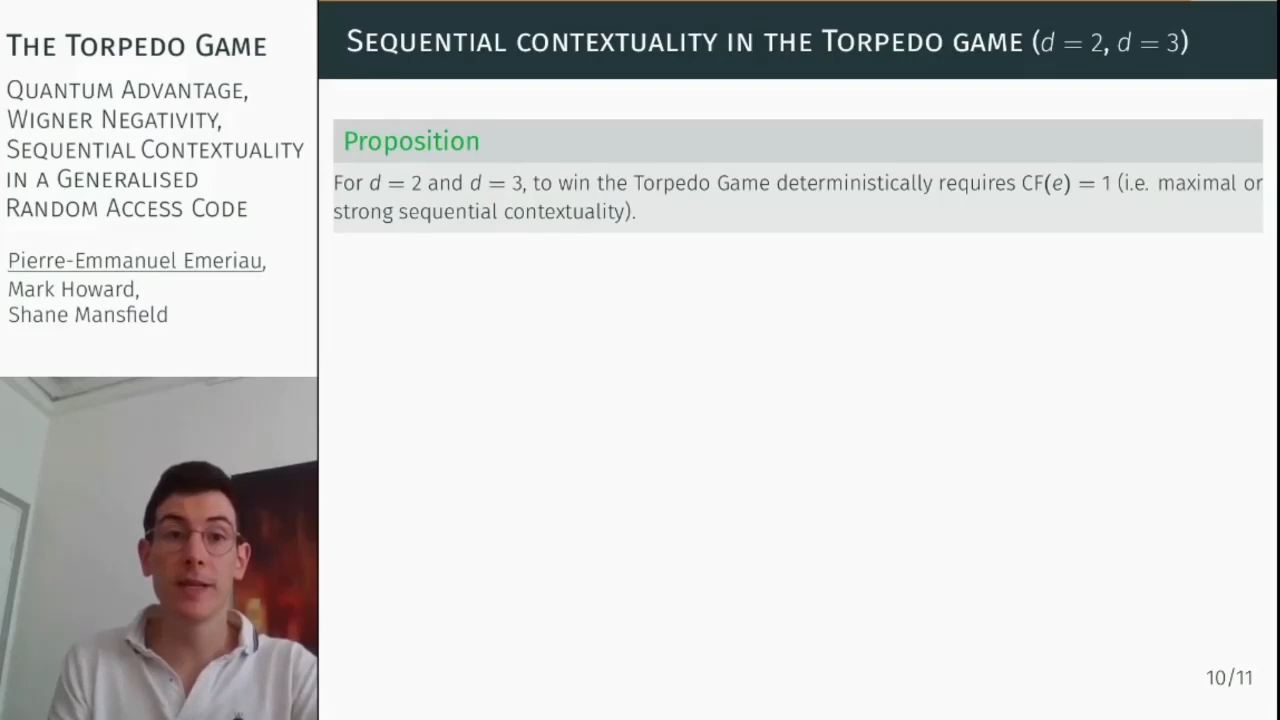 THE TORPEDO GAME
QUANTUM ADVANTAGE,
WIGNER NEGATIVITY,
SEQUENTIAL CONTEXTUALITY
IN A GENERALISED
RANDOM ACCESS CODE
Pierre-Emmanuel Emeriau,
Mark Howard,
Shane Mansfield
SEQUENTIAL CONTEXTUALITY IN THE TORPEDO GAME (d = 2, d = 3)
Proposition
For d = 2 and d = 3, to win the Torpedo Game deterministically requires CF(e) = 1 (i.e. maximal or
strong sequential contextuality).
10/11